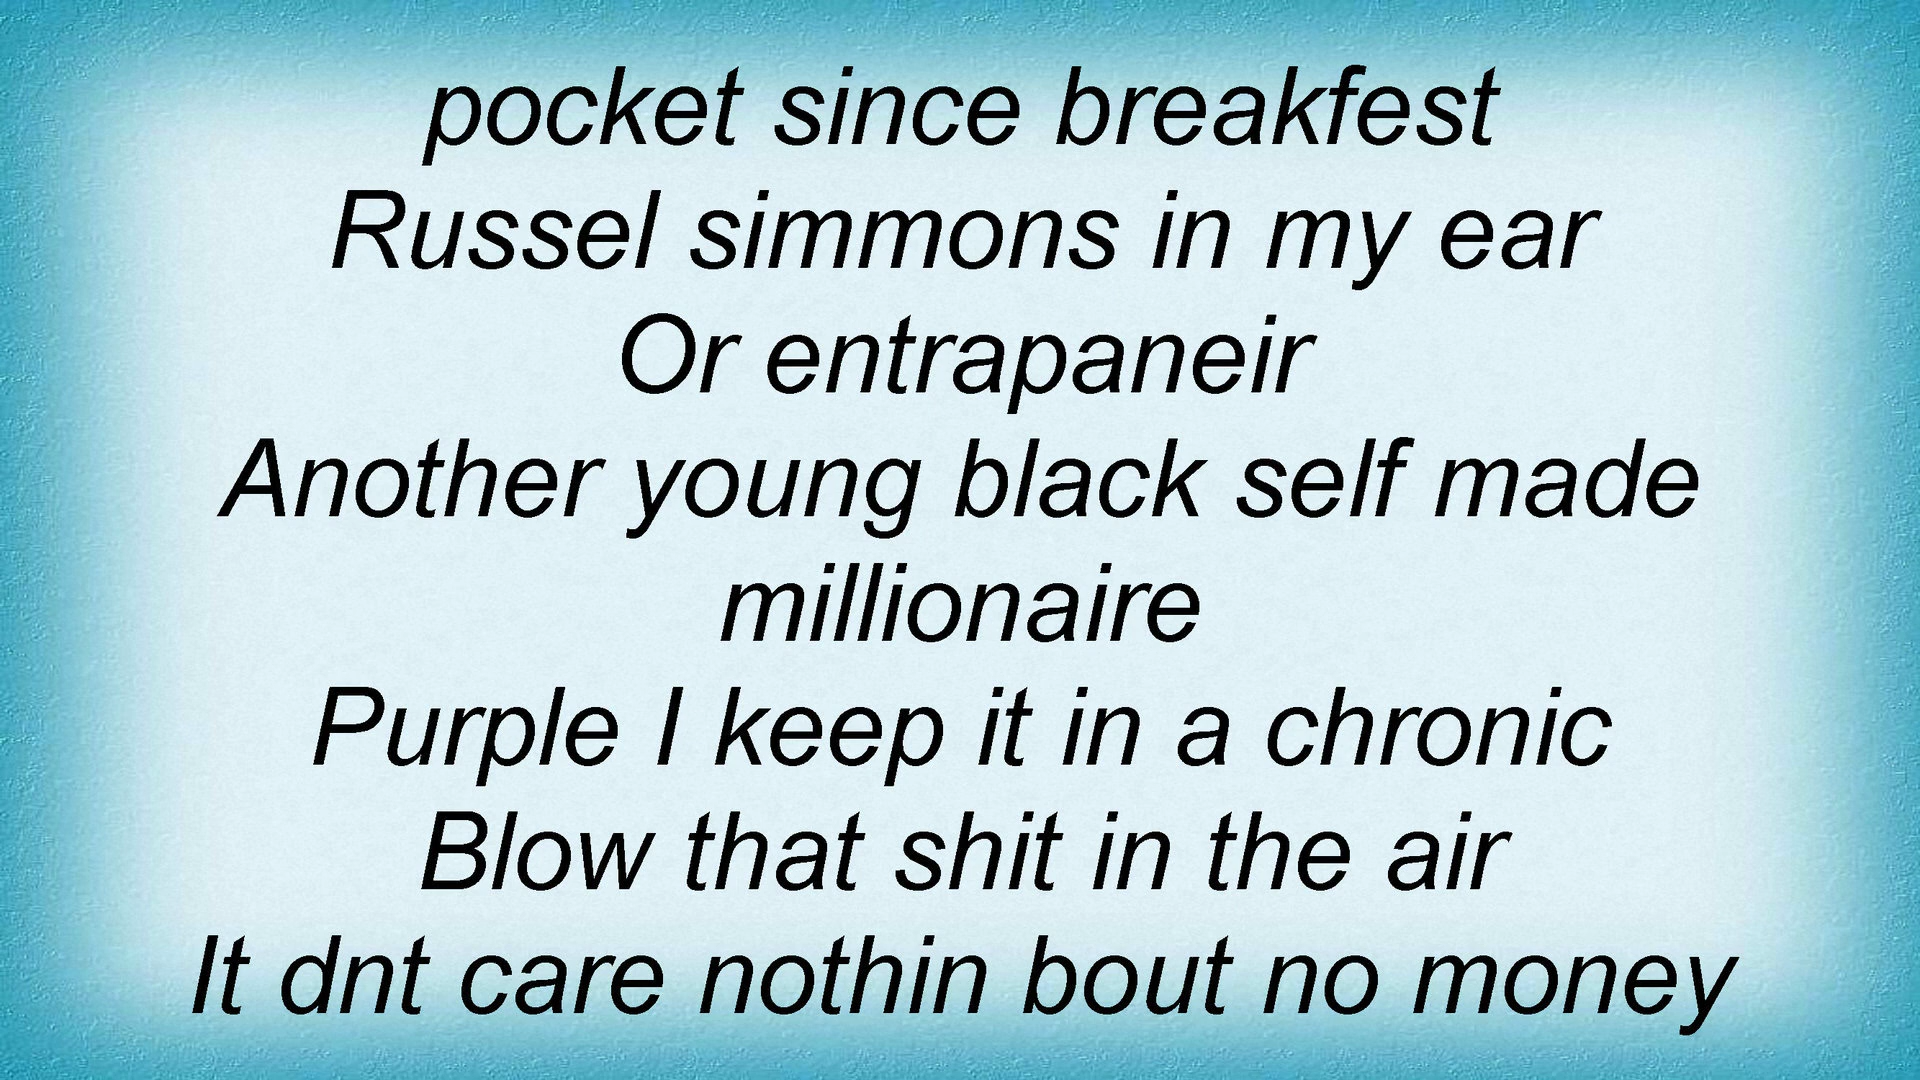 pocket since breakfest
Russel simmons in my ear
Or entrapaneir
Another young black self made
millionaire
Purple I keep it in a chronic
Blow that shit in the air
It dnt care nothin bout no money